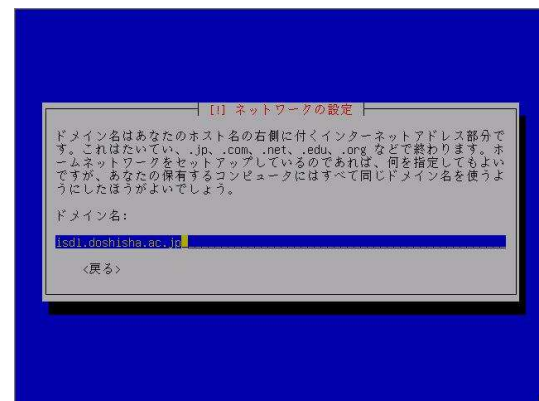 [!] ネットワークの設定
ドメイン名はあなたのホスト名の右側に付くインターネットアドレス部分で
す。これはたいてい、.jp、.com、.net、.edu、.org などで終わります。ホ
ームネットワークをセットアップしているのであれば、何を指定してもよい
ですが、あなたの保有するコンピュータにはすべて同じドメイン名を使うよ
うにしたほうがよいでしょう。
ドメイン名:
isdl.doshisha.ac.jp
<戻る>